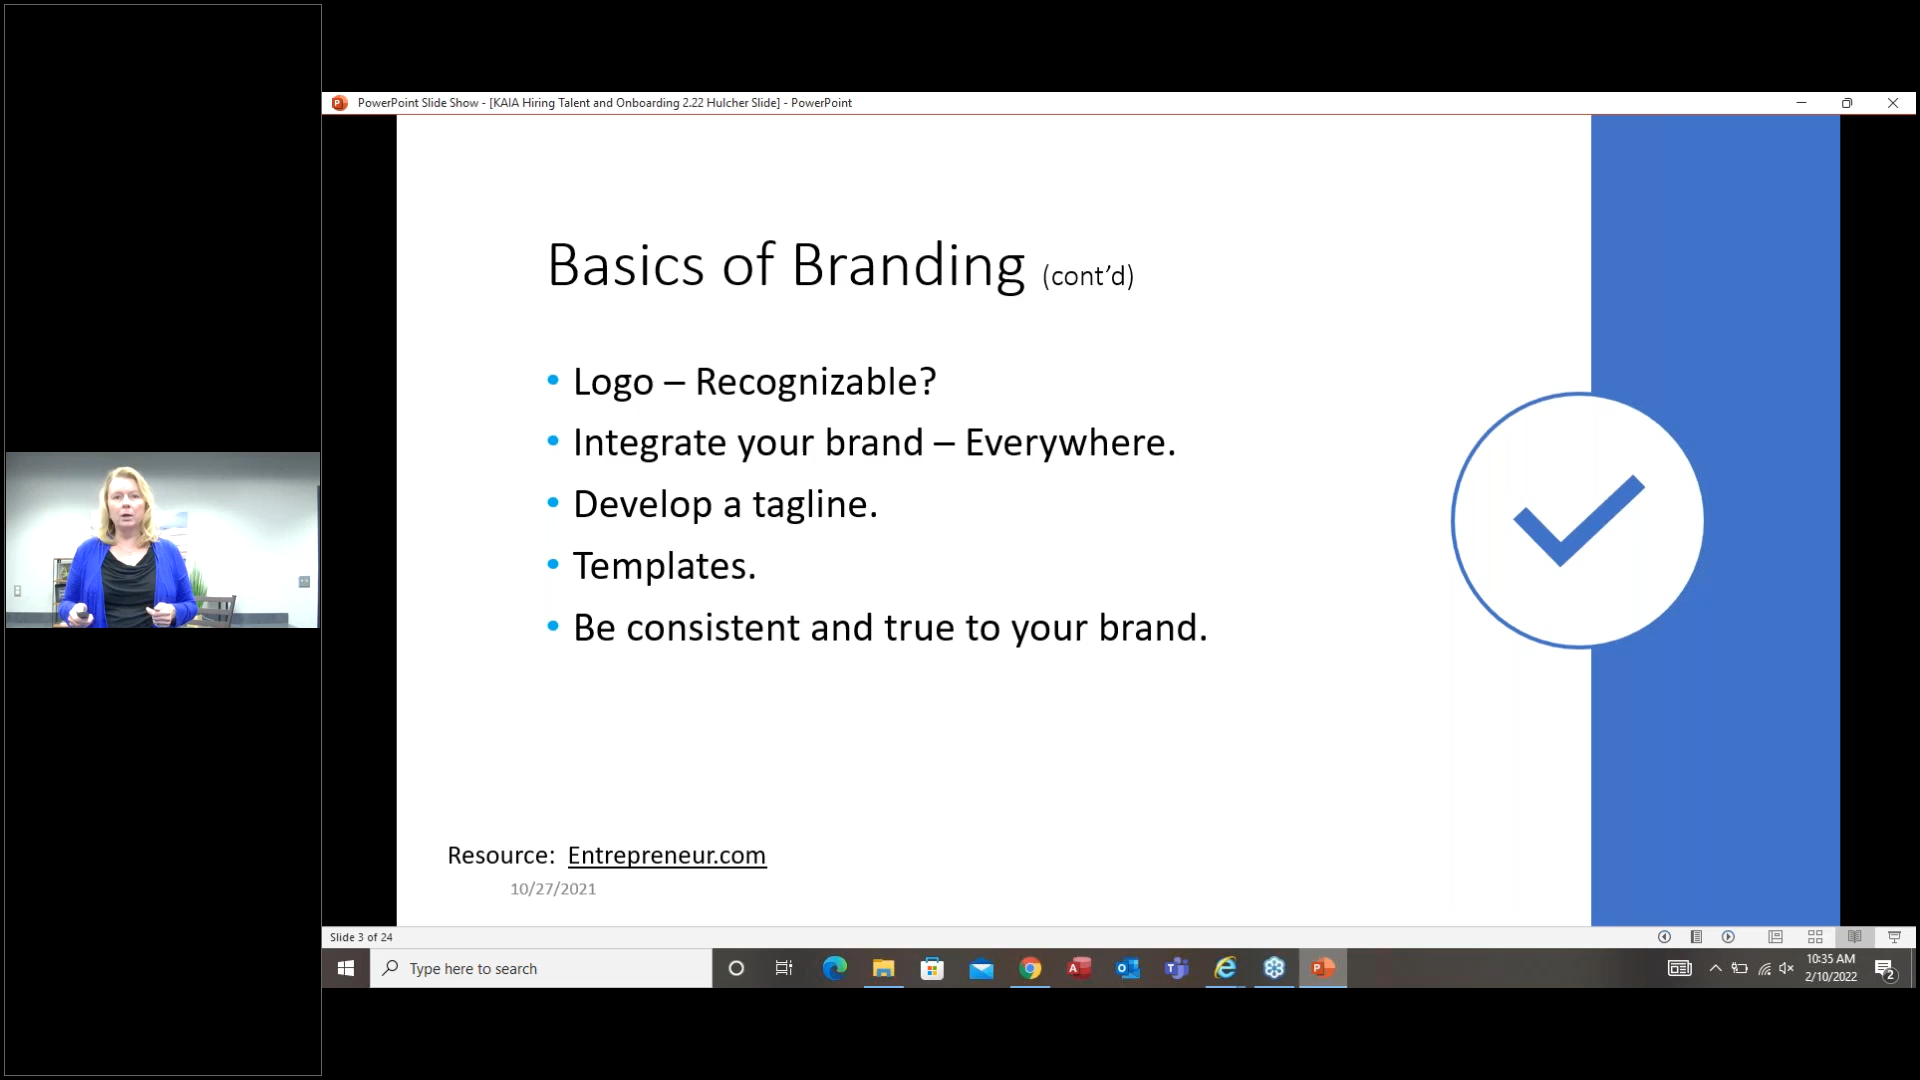 PowerPoint Slide Show - [KAIA Hiring Talent and Onboarding 2.22 Hulcher Slide] - PowerPoint
Basics of Branding (cont’d)
• Logo – Recognizable?
• Integrate your brand – Everywhere.
• Develop a tagline.
• Templates.
• Be consistent and true to your brand.
Resource: Entrepreneur.com
10/27/2021
Slide 3 of 24
Type here to search
10:35 AM
2/10/2022
2